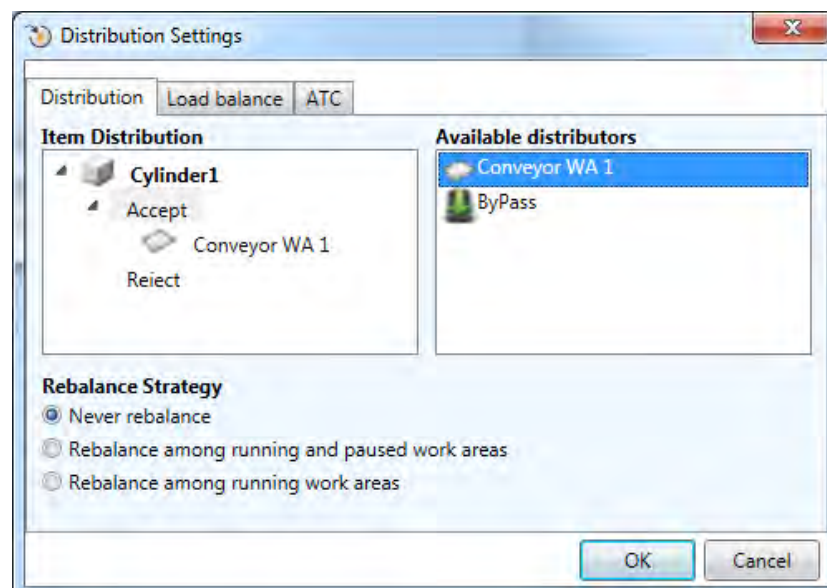 Distribution Settings
Distribution Load balance ATC
Item Distribution
Available distributors
Cylinder1
Accept
Conveyor WA 1
Reject
Conveyor WA 1
ByPass
Rebalance Strategy
Never rebalance
Rebalance among running and paused work areas
Rebalance among running work areas
OK Cancel